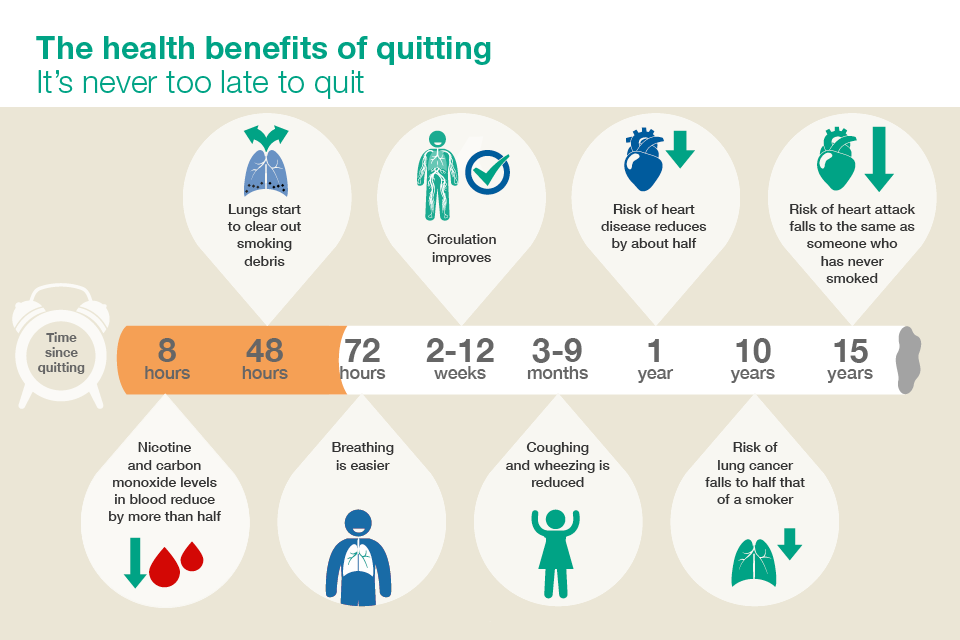 The health benefits of quitting
It's never too late to quit
Lungs start
to clear out
smoking
debris
Circulation
improves
Risk of heart
disease reduces
by about half
Risk of heart attack
falls to the same as
someone who
has never
smoked
Time
since
quitting
8
hours
48
hours
72
hours
2-12
weeks
3-9
months
1
year
10
years
15
years
Nicotine
and carbon
monoxide levels
in blood reduce
by more than half
Breathing
is easier
Coughing
and wheezing is
reduced
Risk of
lung cancer
falls to half that
of a smoker